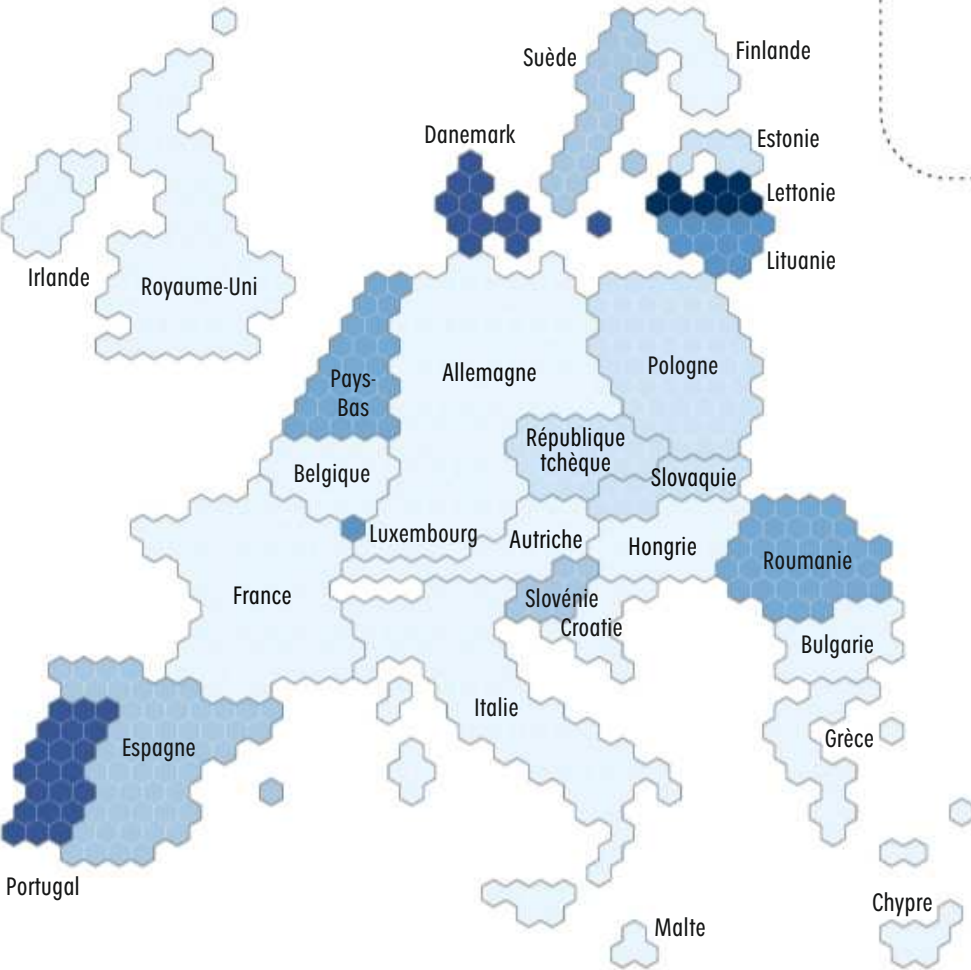 Suède
Finlande
Danemark
Estonie
Lettonie
Lituanie
Irlande
Royaume-Uni
Pays-
Bas
Allemagne
Pologne
République
tchèque
Belgique
Slovaquie
Luxembourg
Autriche
Hongrie
Roumanie
France
Slovénie
Croatie
Bulgarie
Italie
Espagne
Grèce
Portugal
Chypre
Malte